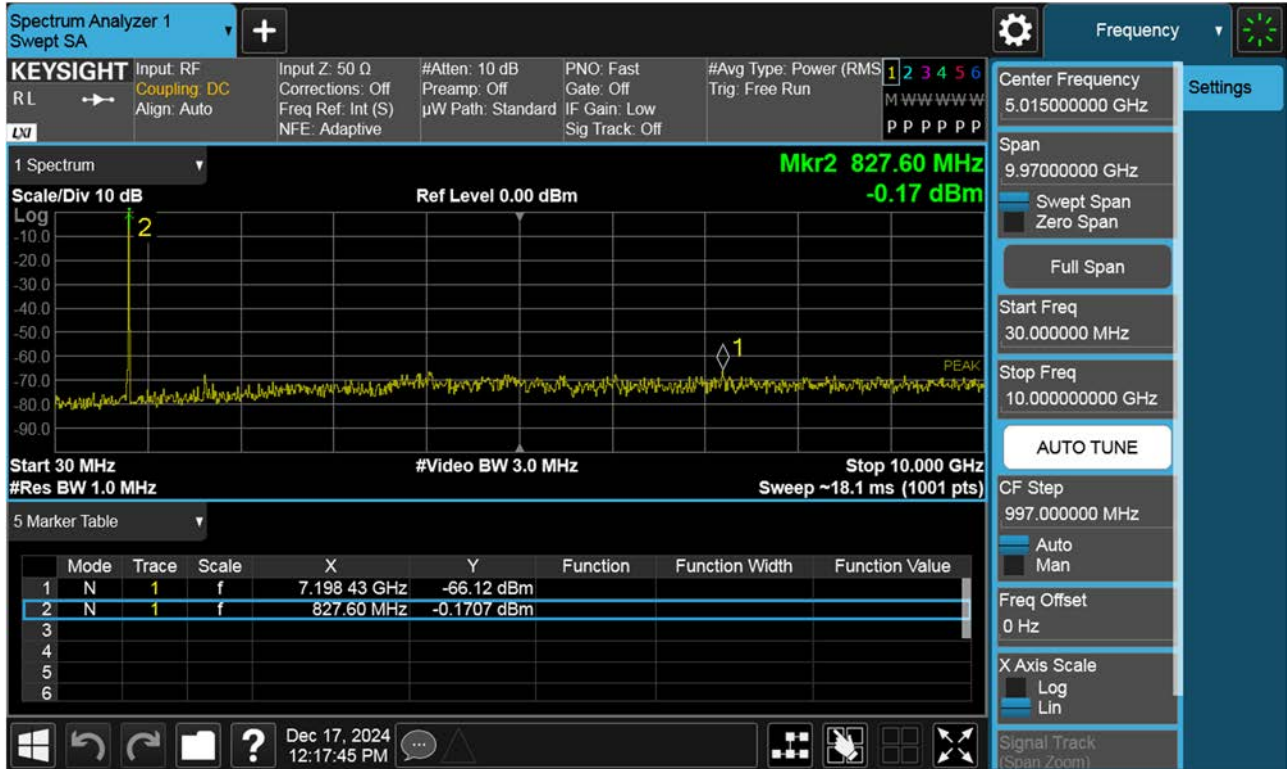 Spectrum Analyzer 1
Swept SA
+
Frequency
KEYSIGHT
RL
LXI
Input: RF
Coupling: DC
Align: Auto
Input Z: 50 Ω
Corrections: Off
Freq Ref: Int (S)
NFE: Adaptive
#Atten: 10 dB
Preamp: Off
µW Path: Standard
PNO: Fast
Gate: Off
IF Gain: Low
Sig Track: Off
#Avg Type: Power (RMS
Trig: Free Run
1 2 3 4 5 6
M W W W W W
P P P P P P
Center Frequency
5.015000000 GHz
Settings
Span
9.97000000 GHz
Swept Span
Zero Span
Full Span
Start Freq
30.000000 MHz
Stop Freq
10.000000000 GHz
AUTO TUNE
CF Step
997.000000 MHz
Auto
Man
Freq Offset
0 Hz
X Axis Scale
Log
Lin
Signal Track
(Span Zoom)
1 Spectrum
Mkr2 827.60 MHz
-0.17 dBm
Scale/Div 10 dB
Ref Level 0.00 dBm
Log
2
-10.0
-20.0
-30.0
-40.0
-50.0
-60.0
1
PEAK
-70.0
-80.0
-90.0
Start 30 MHz
#Video BW 3.0 MHz
Stop 10.000 GHz
#Res BW 1.0 MHz
Sweep ~18.1 ms (1001 pts)
5 Marker Table
Mode Trace Scale X Y Function Function Width Function Value
1 N 1 f 7.198 43 GHz -66.12 dBm
2 N 1 f 827.60 MHz -0.1707 dBm
3
4
5
6
?
Dec 17, 2024
12:17:45 PM